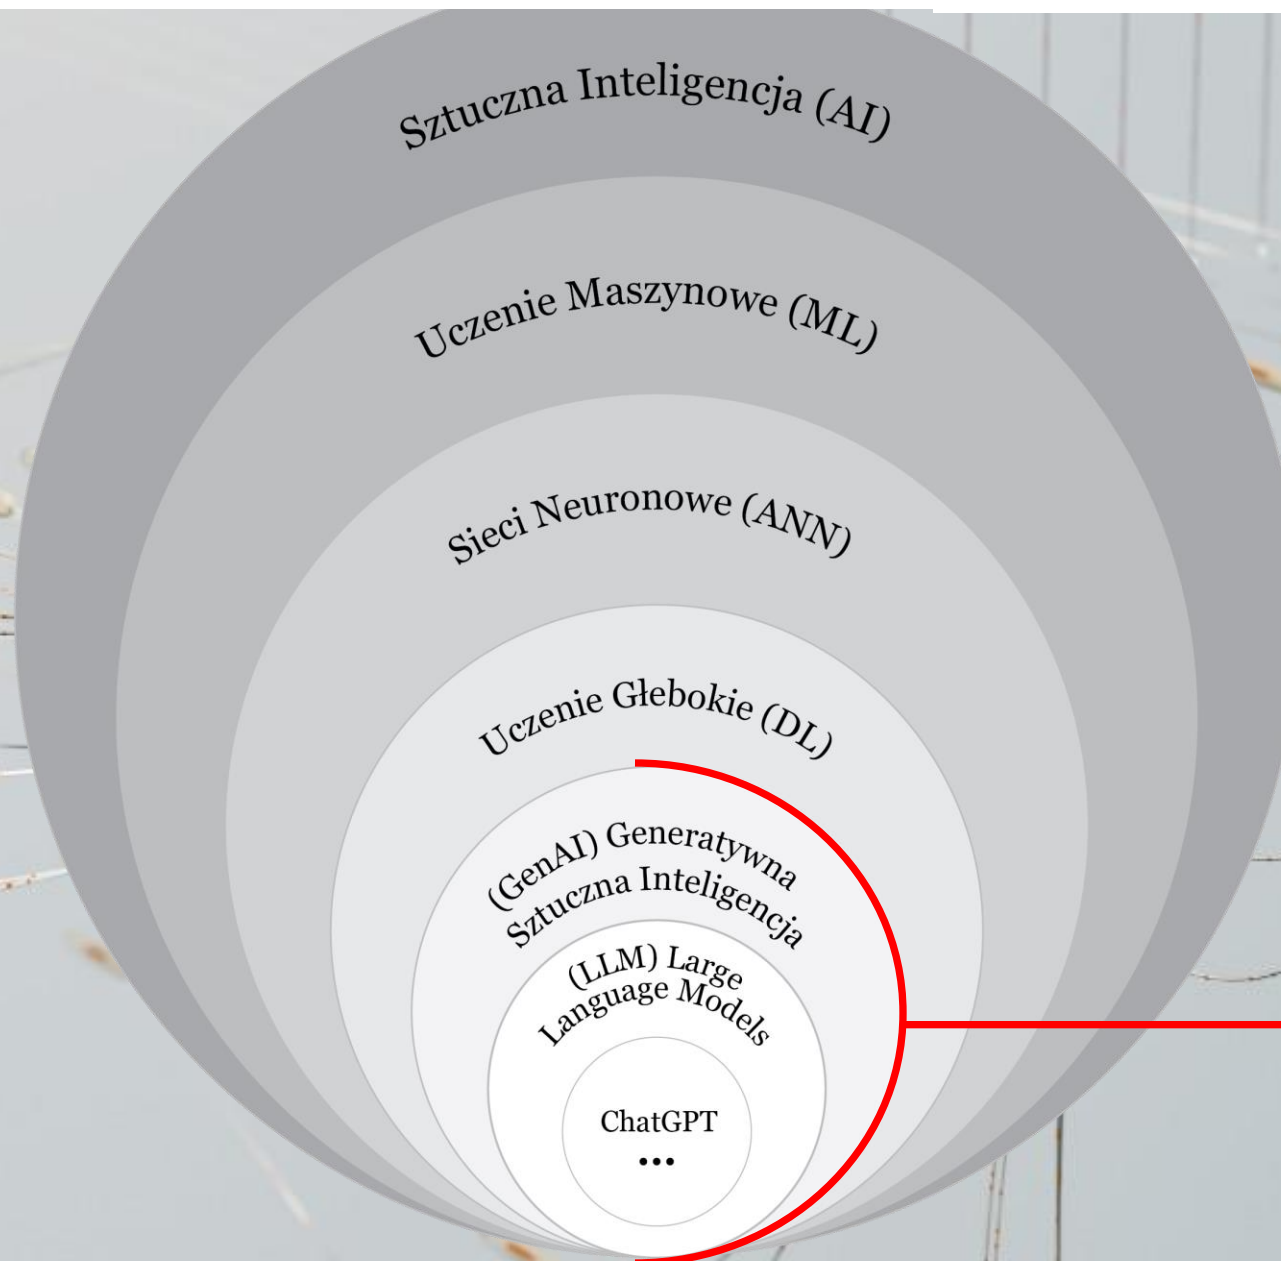 Sztuczna Inteligencja (AI)
Uczenie Maszynowe (ML)
Sieci Neuronowe (ANN)
Uczenie Głebokie (DL)
(GenAI) Generatywna
Sztuczna Inteligencja
(LLM) Large
Language Models
ChatGPT
...